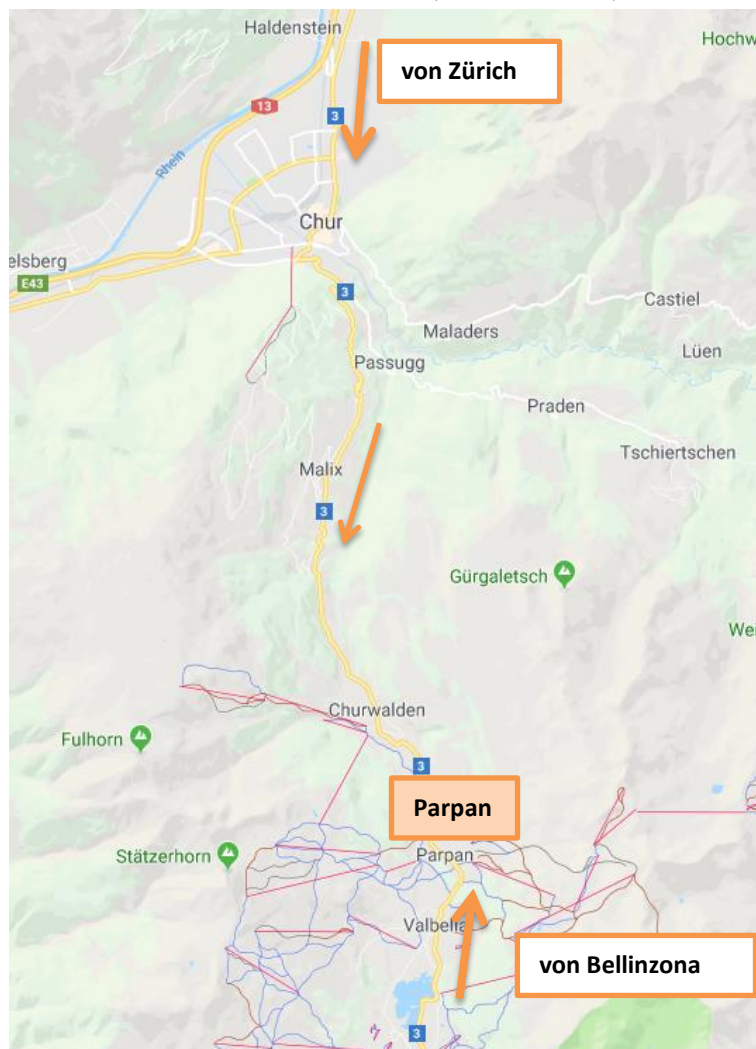 Haldenstein
Hochw
von Zürich
13
3
Rhein
Chur
elsberg
E43
3
Castiel
Maladers
Lüen
Passugg
Praden
Tschiertschen
Malix
3
Gürgaletsch
We
Churwalden
Fulhorn
3
Parpan
Stätzerhorn
Parpan
Valbella
von Bellinzona
3